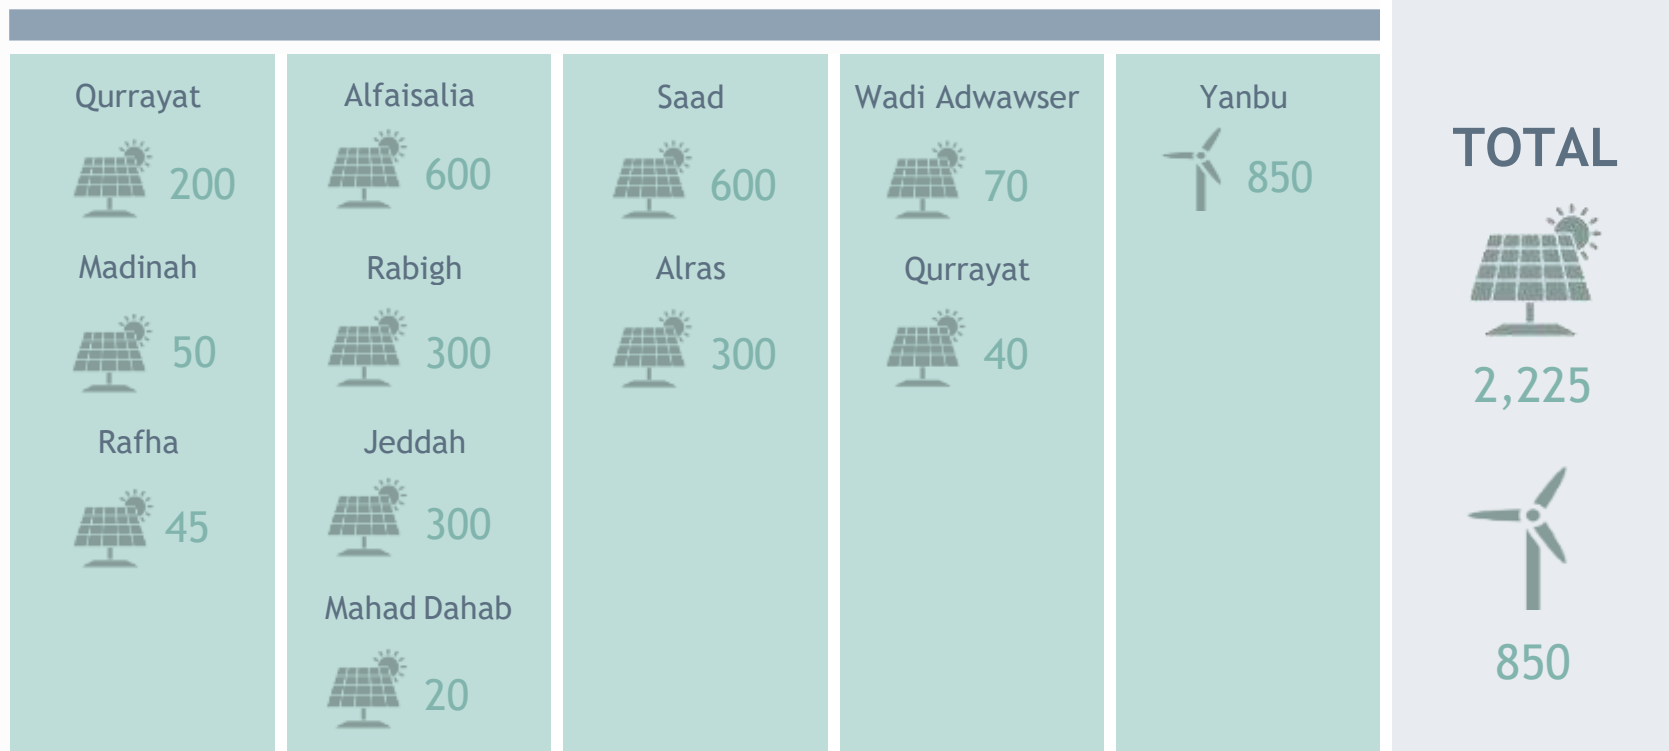 Qurrayat
200
Madinah
50
Rafha
45
Alfaisalia
600
Rabigh
300
Jeddah
300
Mahad Dahab
20
Saad
600
Alras
300
Wadi Adwawser
70
Qurrayat
40
Yanbu
850
TOTAL
2,225
850